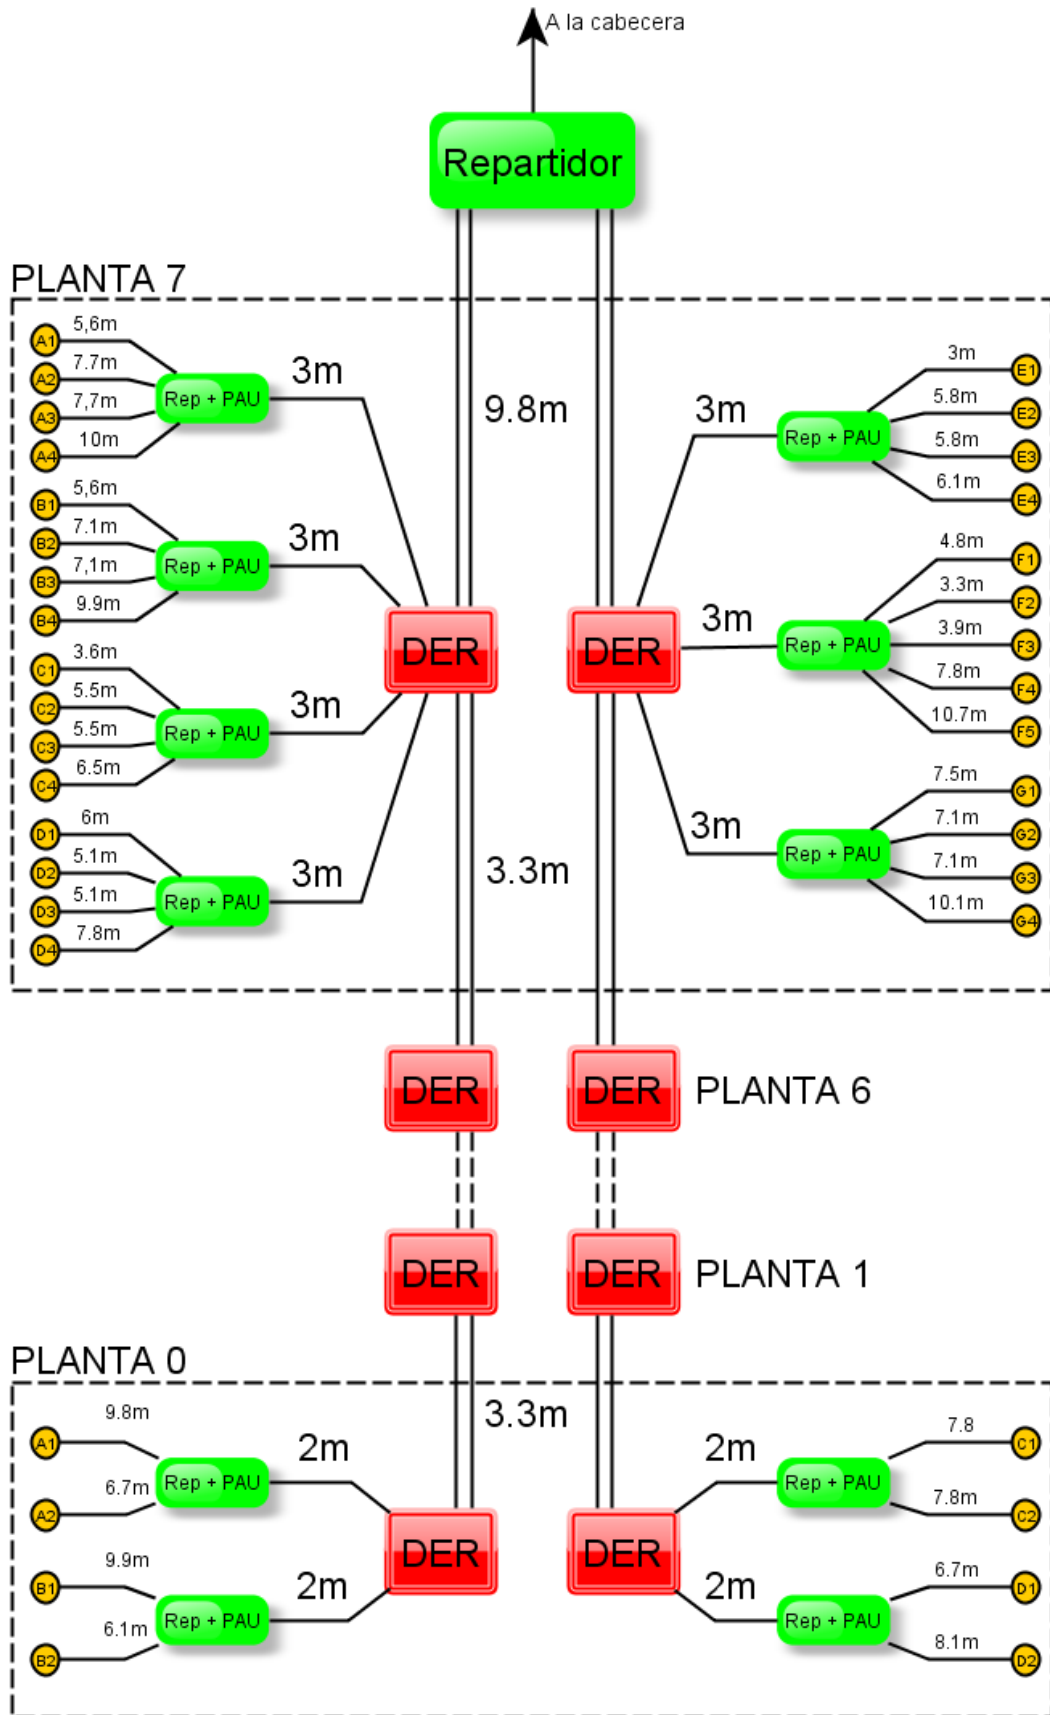 A la cabecera
Repartidor
PLANTA 7
9.8m
A1 5,6m
A2 7.7m
A3 7,7m
A4 10m
Rep + PAU
3m
B1 5,6m
B2 7.1m
B3 7,1m
B4 9.9m
Rep + PAU
3m
C1 3.6m
C2 5.5m
C3 5.5m
C4 6.5m
Rep + PAU
3m
D1 6m
D2 5.1m
D3 5.1m
D4 7.8m
Rep + PAU
3m
DER
DER
3m
Rep + PAU
3m E1
5.8m E2
5.8m E3
6.1m E4
3m
Rep + PAU
4.8m F1
3.3m F2
3.9m F3
7.8m F4
10.7m F5
3m
Rep + PAU
7.5m G1
7.1m G2
7.1m G3
10.1m G4
3.3m
DER
DER
PLANTA 6
DER
DER
PLANTA 1
PLANTA 0
3.3m
A1 9.8m
A2 6.7m
Rep + PAU
2m
B1 9.9m
B2 6.1m
Rep + PAU
2m
DER
DER
2m
Rep + PAU
7.8 C1
7.8m C2
2m
Rep + PAU
6.7m D1
8.1m D2